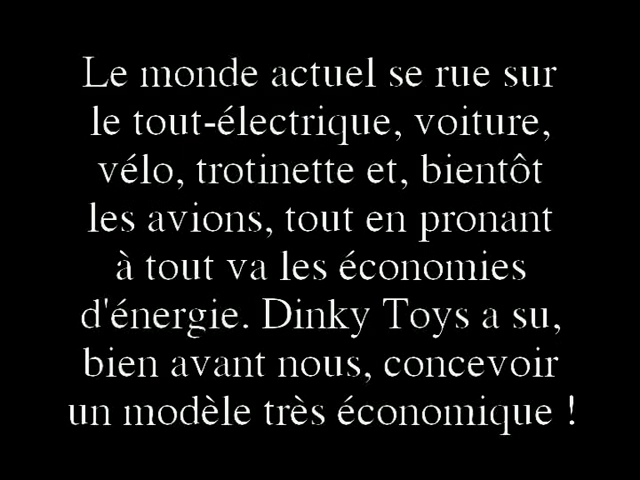 Le monde actuel se rue sur
le tout-électrique, voiture,
vélo, trotinette et, bientôt
les avions, tout en pronant
à tout va les économies
d'énergie. Dinky Toys a su,
bien avant nous, concevoir
un modèle très économique !